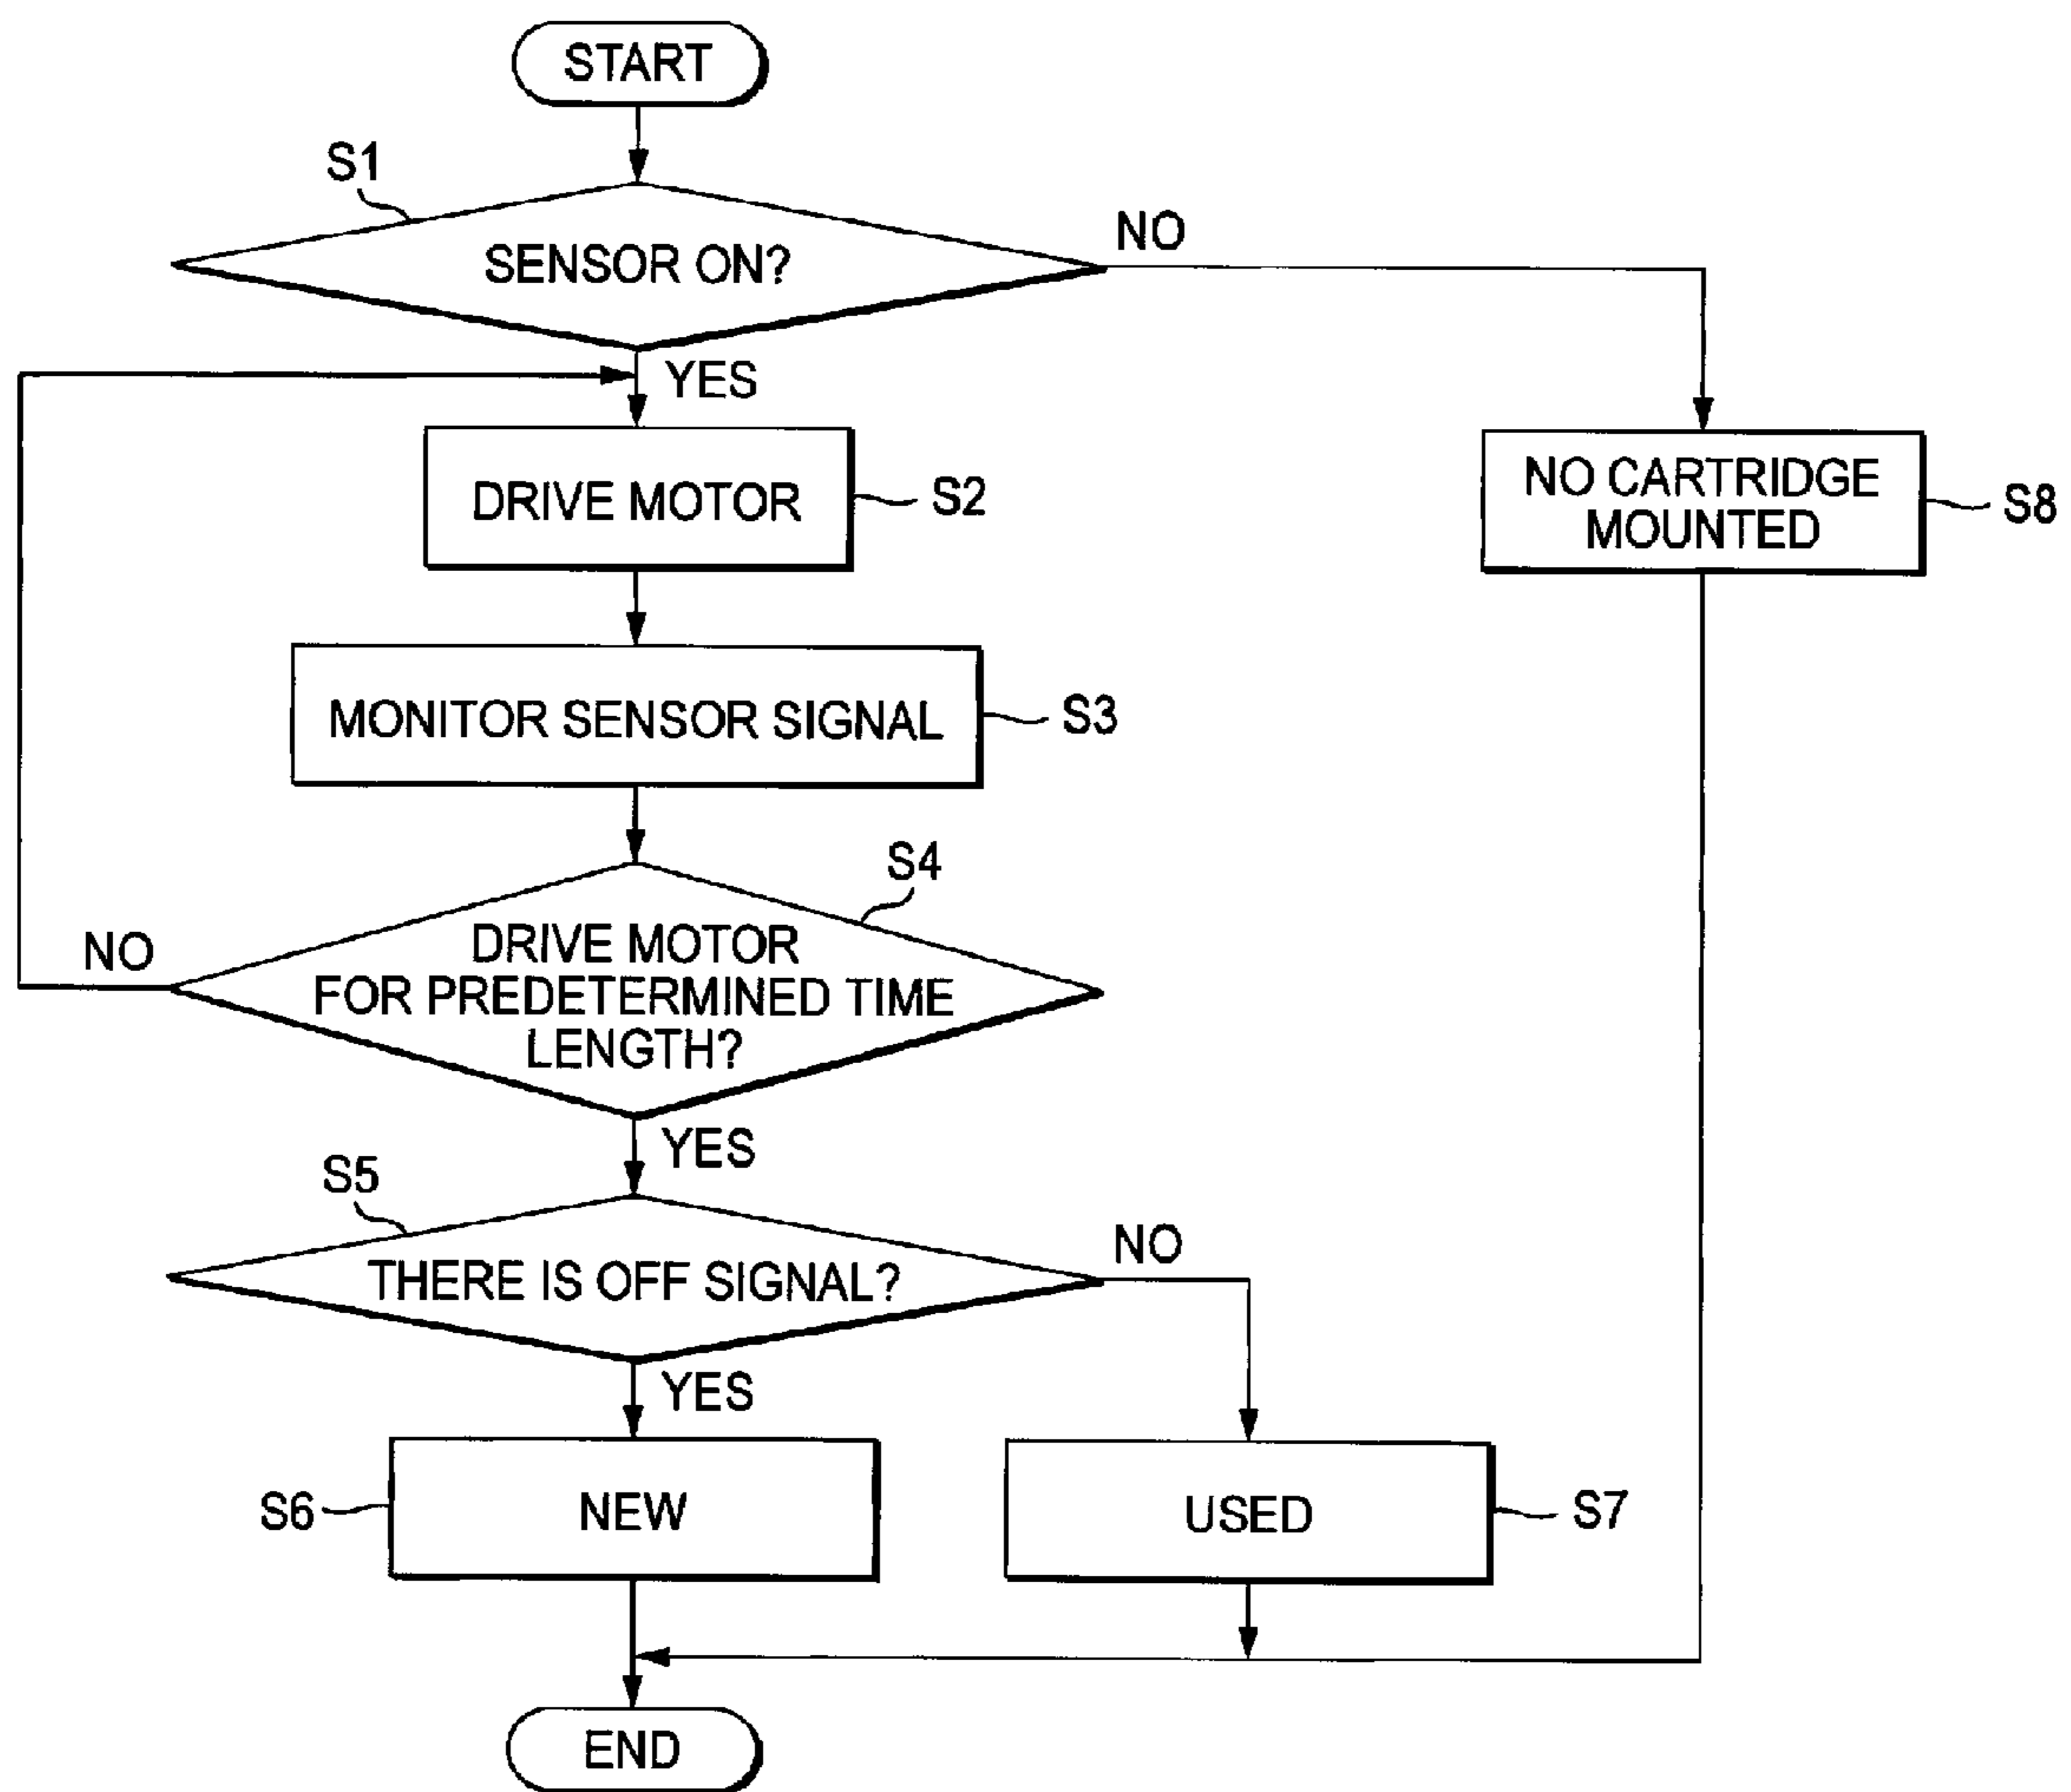 START
S1
SENSOR ON?
NO
YES
DRIVE MOTOR
S2
NO CARTRIDGE
MOUNTED
S8
MONITOR SENSOR SIGNAL
S3
S4
DRIVE MOTOR
FOR PREDETERMINED TIME
LENGTH?
NO
YES
S5
THERE IS OFF SIGNAL?
NO
YES
S6
NEW
USED
S7
END